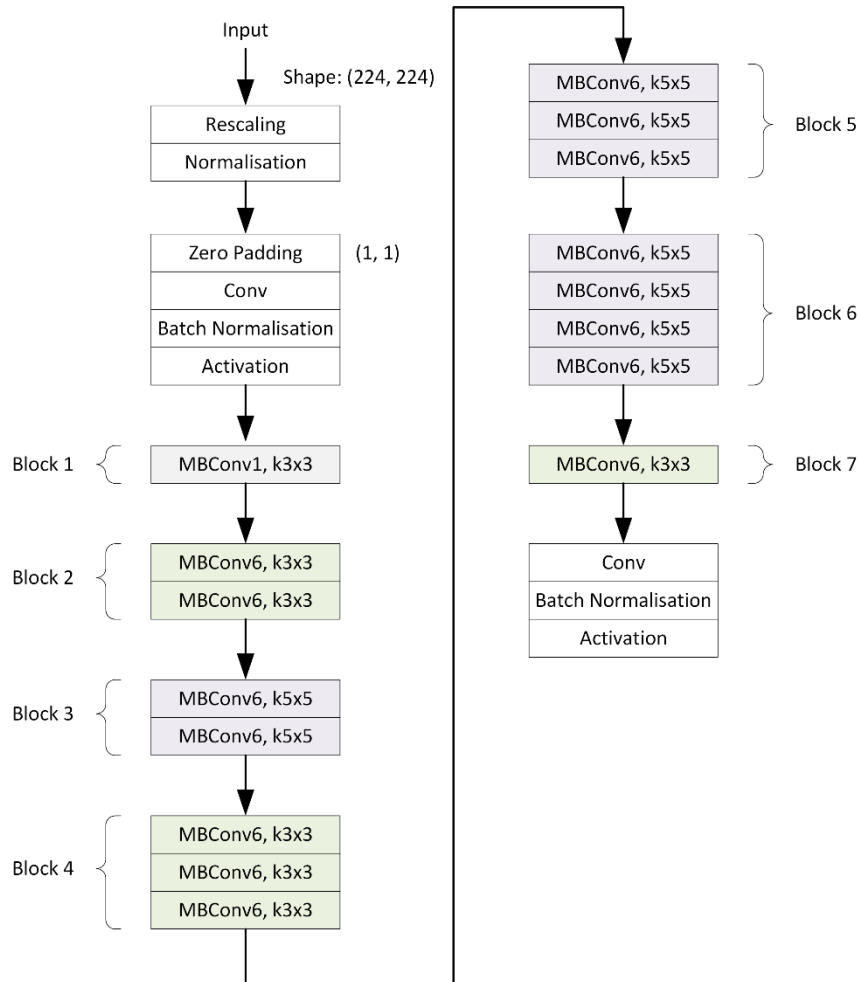 Input
Shape: (224, 224)
Rescaling
Normalisation
Zero Padding
(1, 1)
Conv
Batch Normalisation
Activation
Block 1
MBConv1, k3x3
Block 2
MBConv6, k3x3
MBConv6, k3x3
Block 3
MBConv6, k5x5
MBConv6, k5x5
Block 4
MBConv6, k3x3
MBConv6, k3x3
MBConv6, k3x3
MBConv6, k5x5
MBConv6, k5x5
MBConv6, k5x5
Block 5
MBConv6, k5x5
MBConv6, k5x5
MBConv6, k5x5
MBConv6, k5x5
Block 6
MBConv6, k3x3
Block 7
Conv
Batch Normalisation
Activation